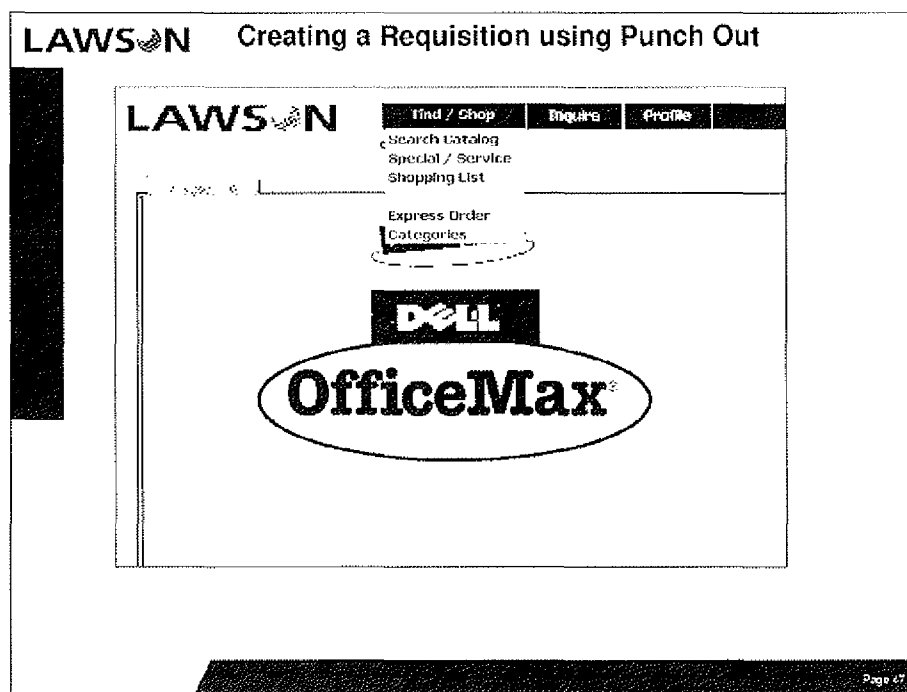 LAWSON Creating a Requisition using Punch Out
LAWSON
Find / Shop Inquire Profile
Search Catalog
Special / Service
Shopping List
Express Order
Categories
DELL
OfficeMax®
Page 47